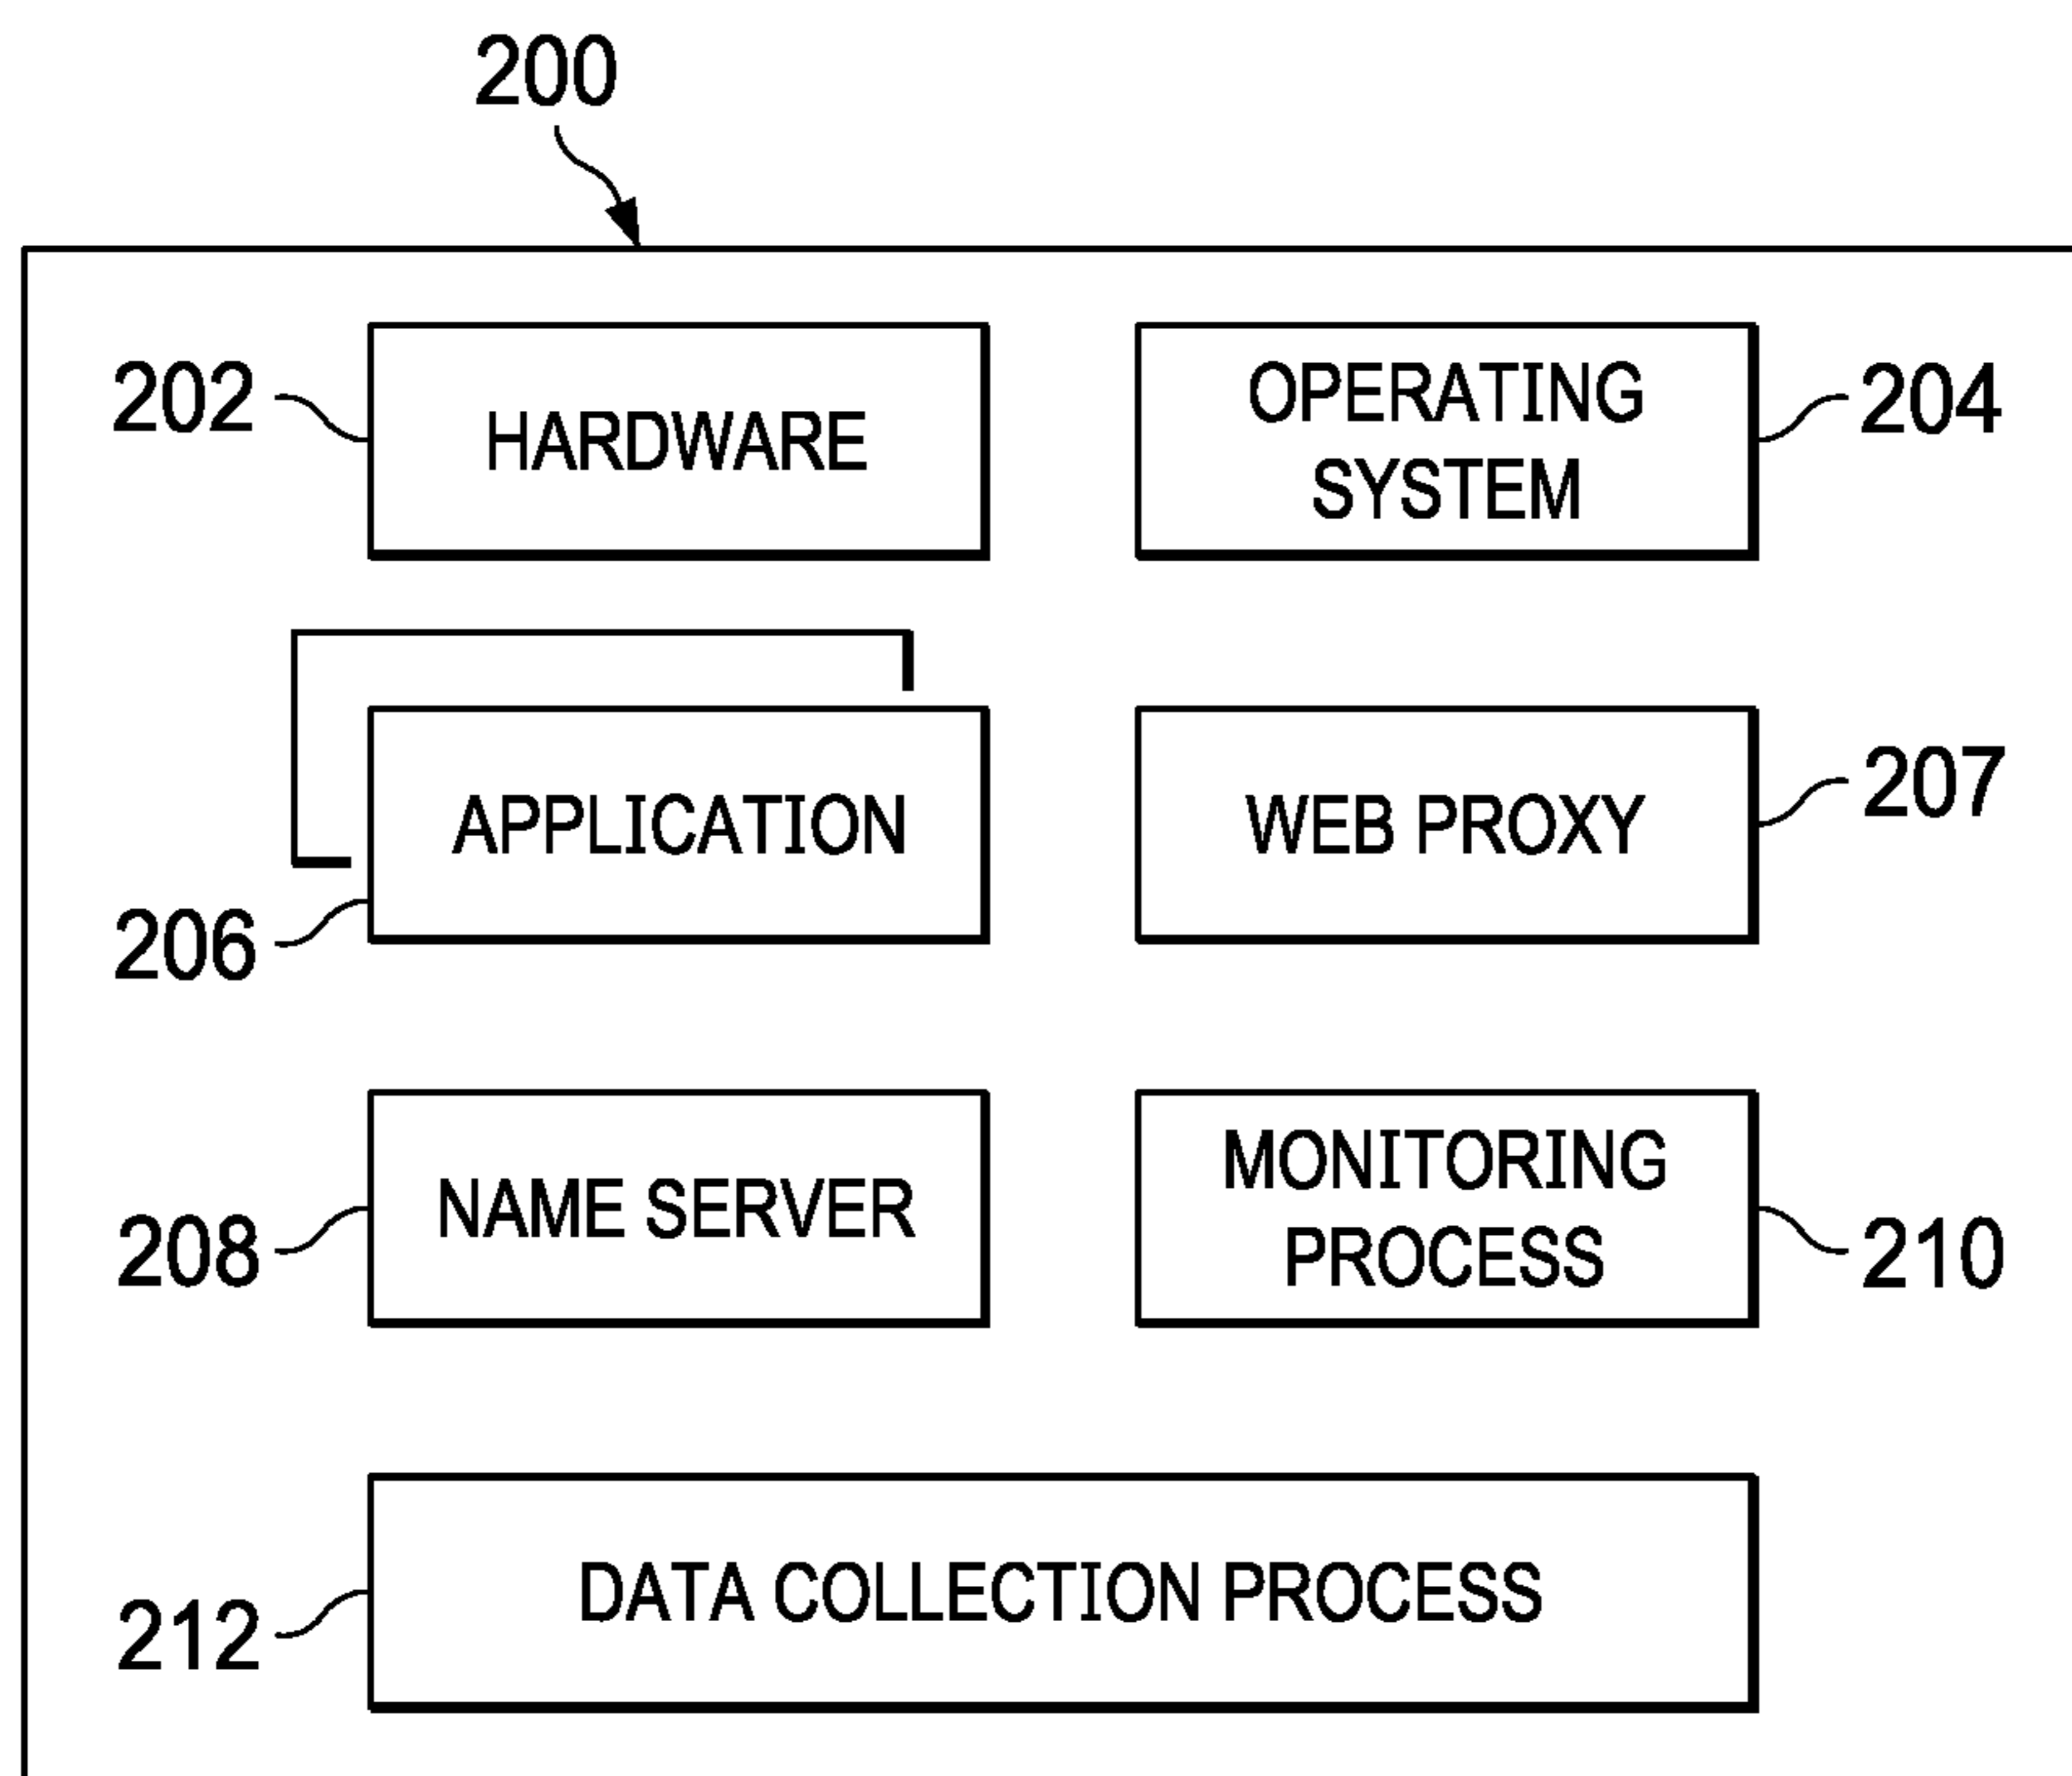 200
202
HARDWARE
OPERATING
SYSTEM
204
206
APPLICATION
WEB PROXY
207
208
NAME SERVER
MONITORING
PROCESS
210
212
DATA COLLECTION PROCESS